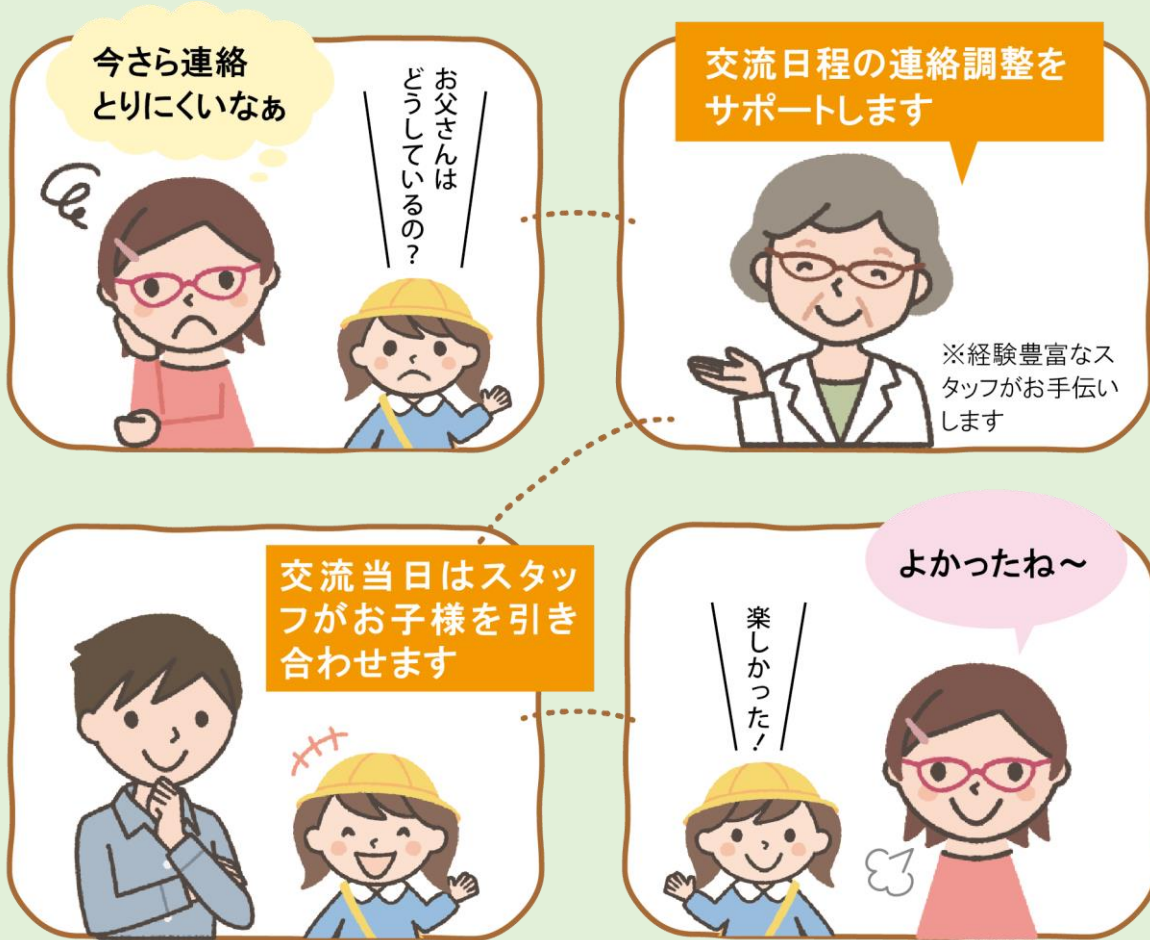 今さら連絡
とりにくいなぁ
お父さんは
どうしているの？
交流日程の連絡調整を
サポートします
※経験豊富なス
タッフがお手伝い
します
交流当日はスタッ
フがお子様を引き
合わせます
楽しかった！
よかったね～